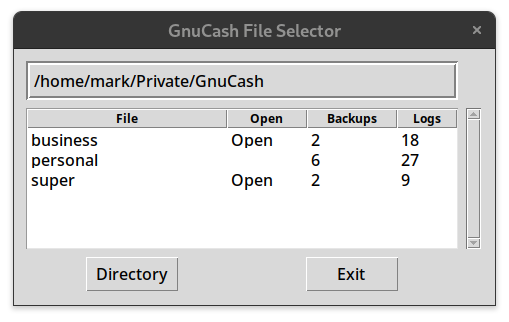 GnuCash File Selector ×
/home/mark/Private/GnuCash
File Open Backups Logs
business Open 2 18
personal 6 27
super Open 2 9
Directory Exit